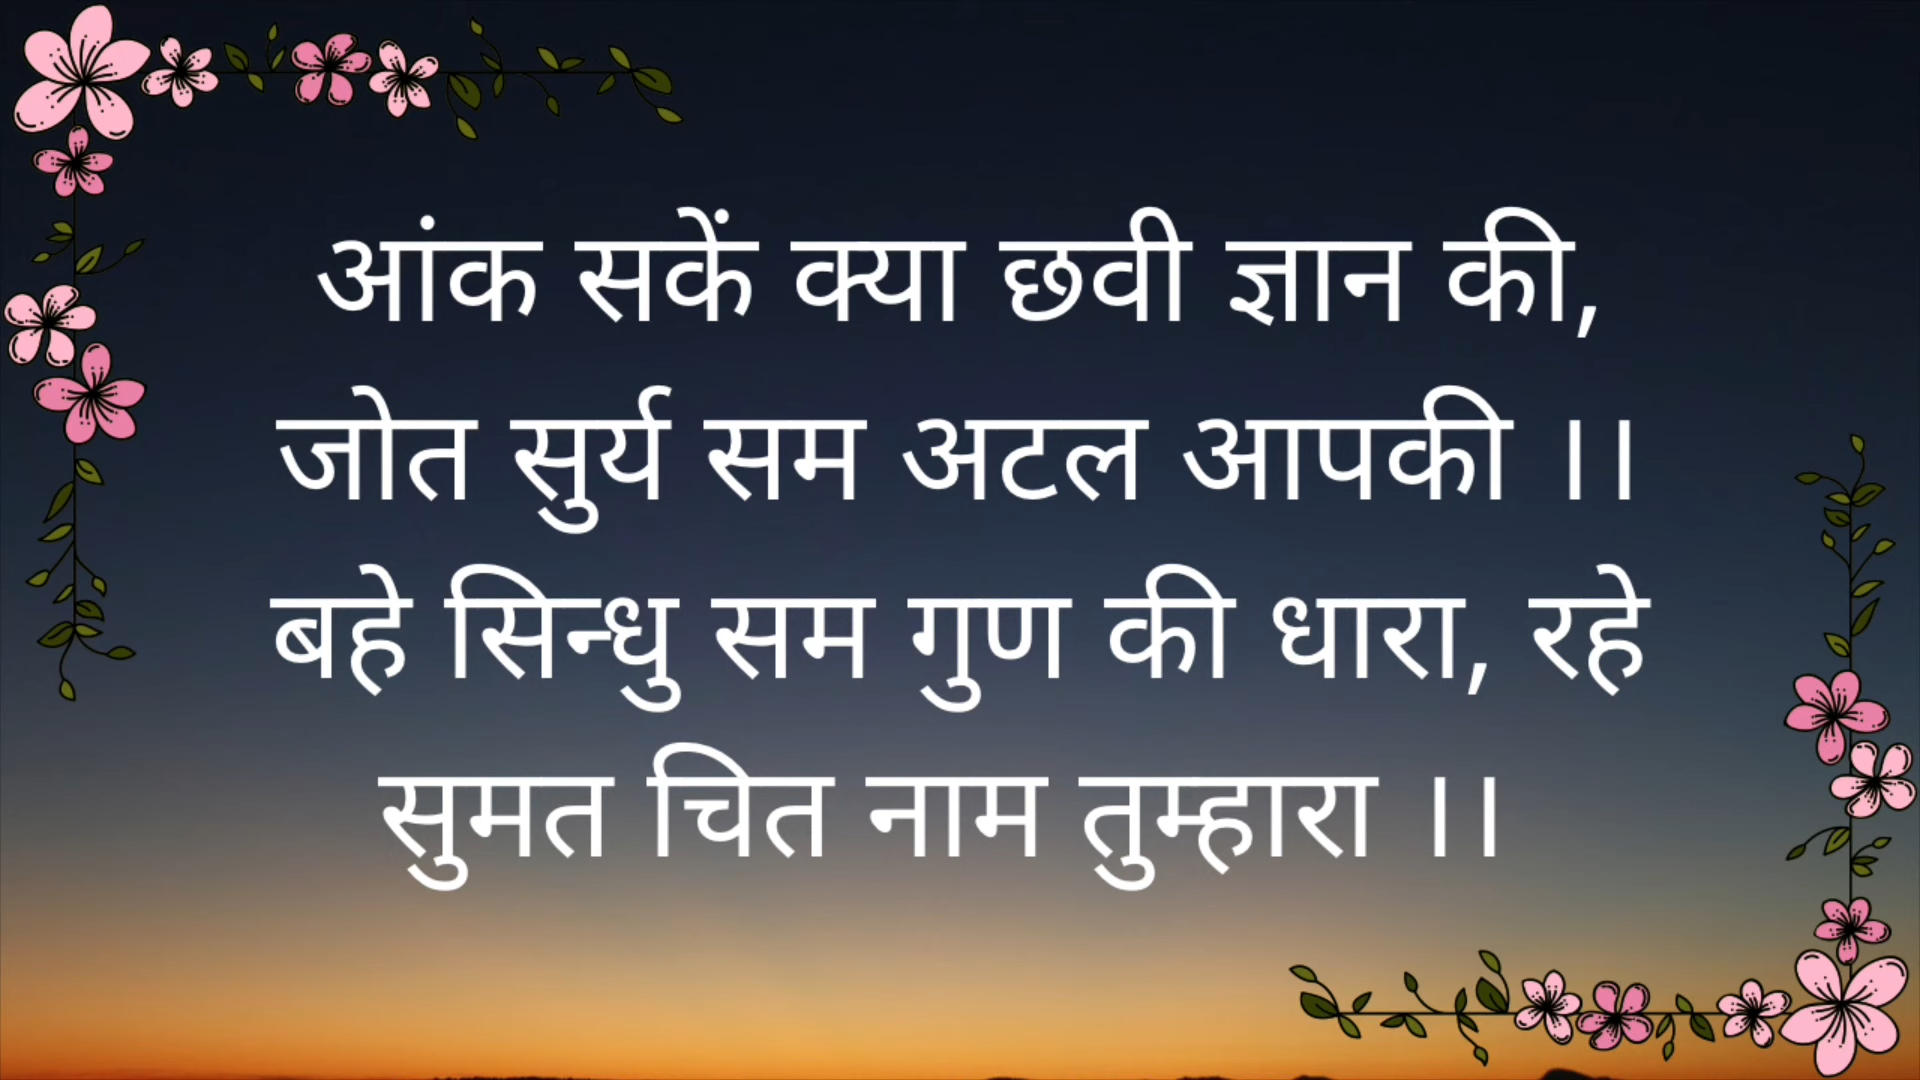 आंक सकें क्या छवी ज्ञान की,
जोत सुर्य सम अटल आपकी ।।
बहे सिन्धु सम गुण की धारा, रहे
सुमत चित नाम तुम्हारा ।।